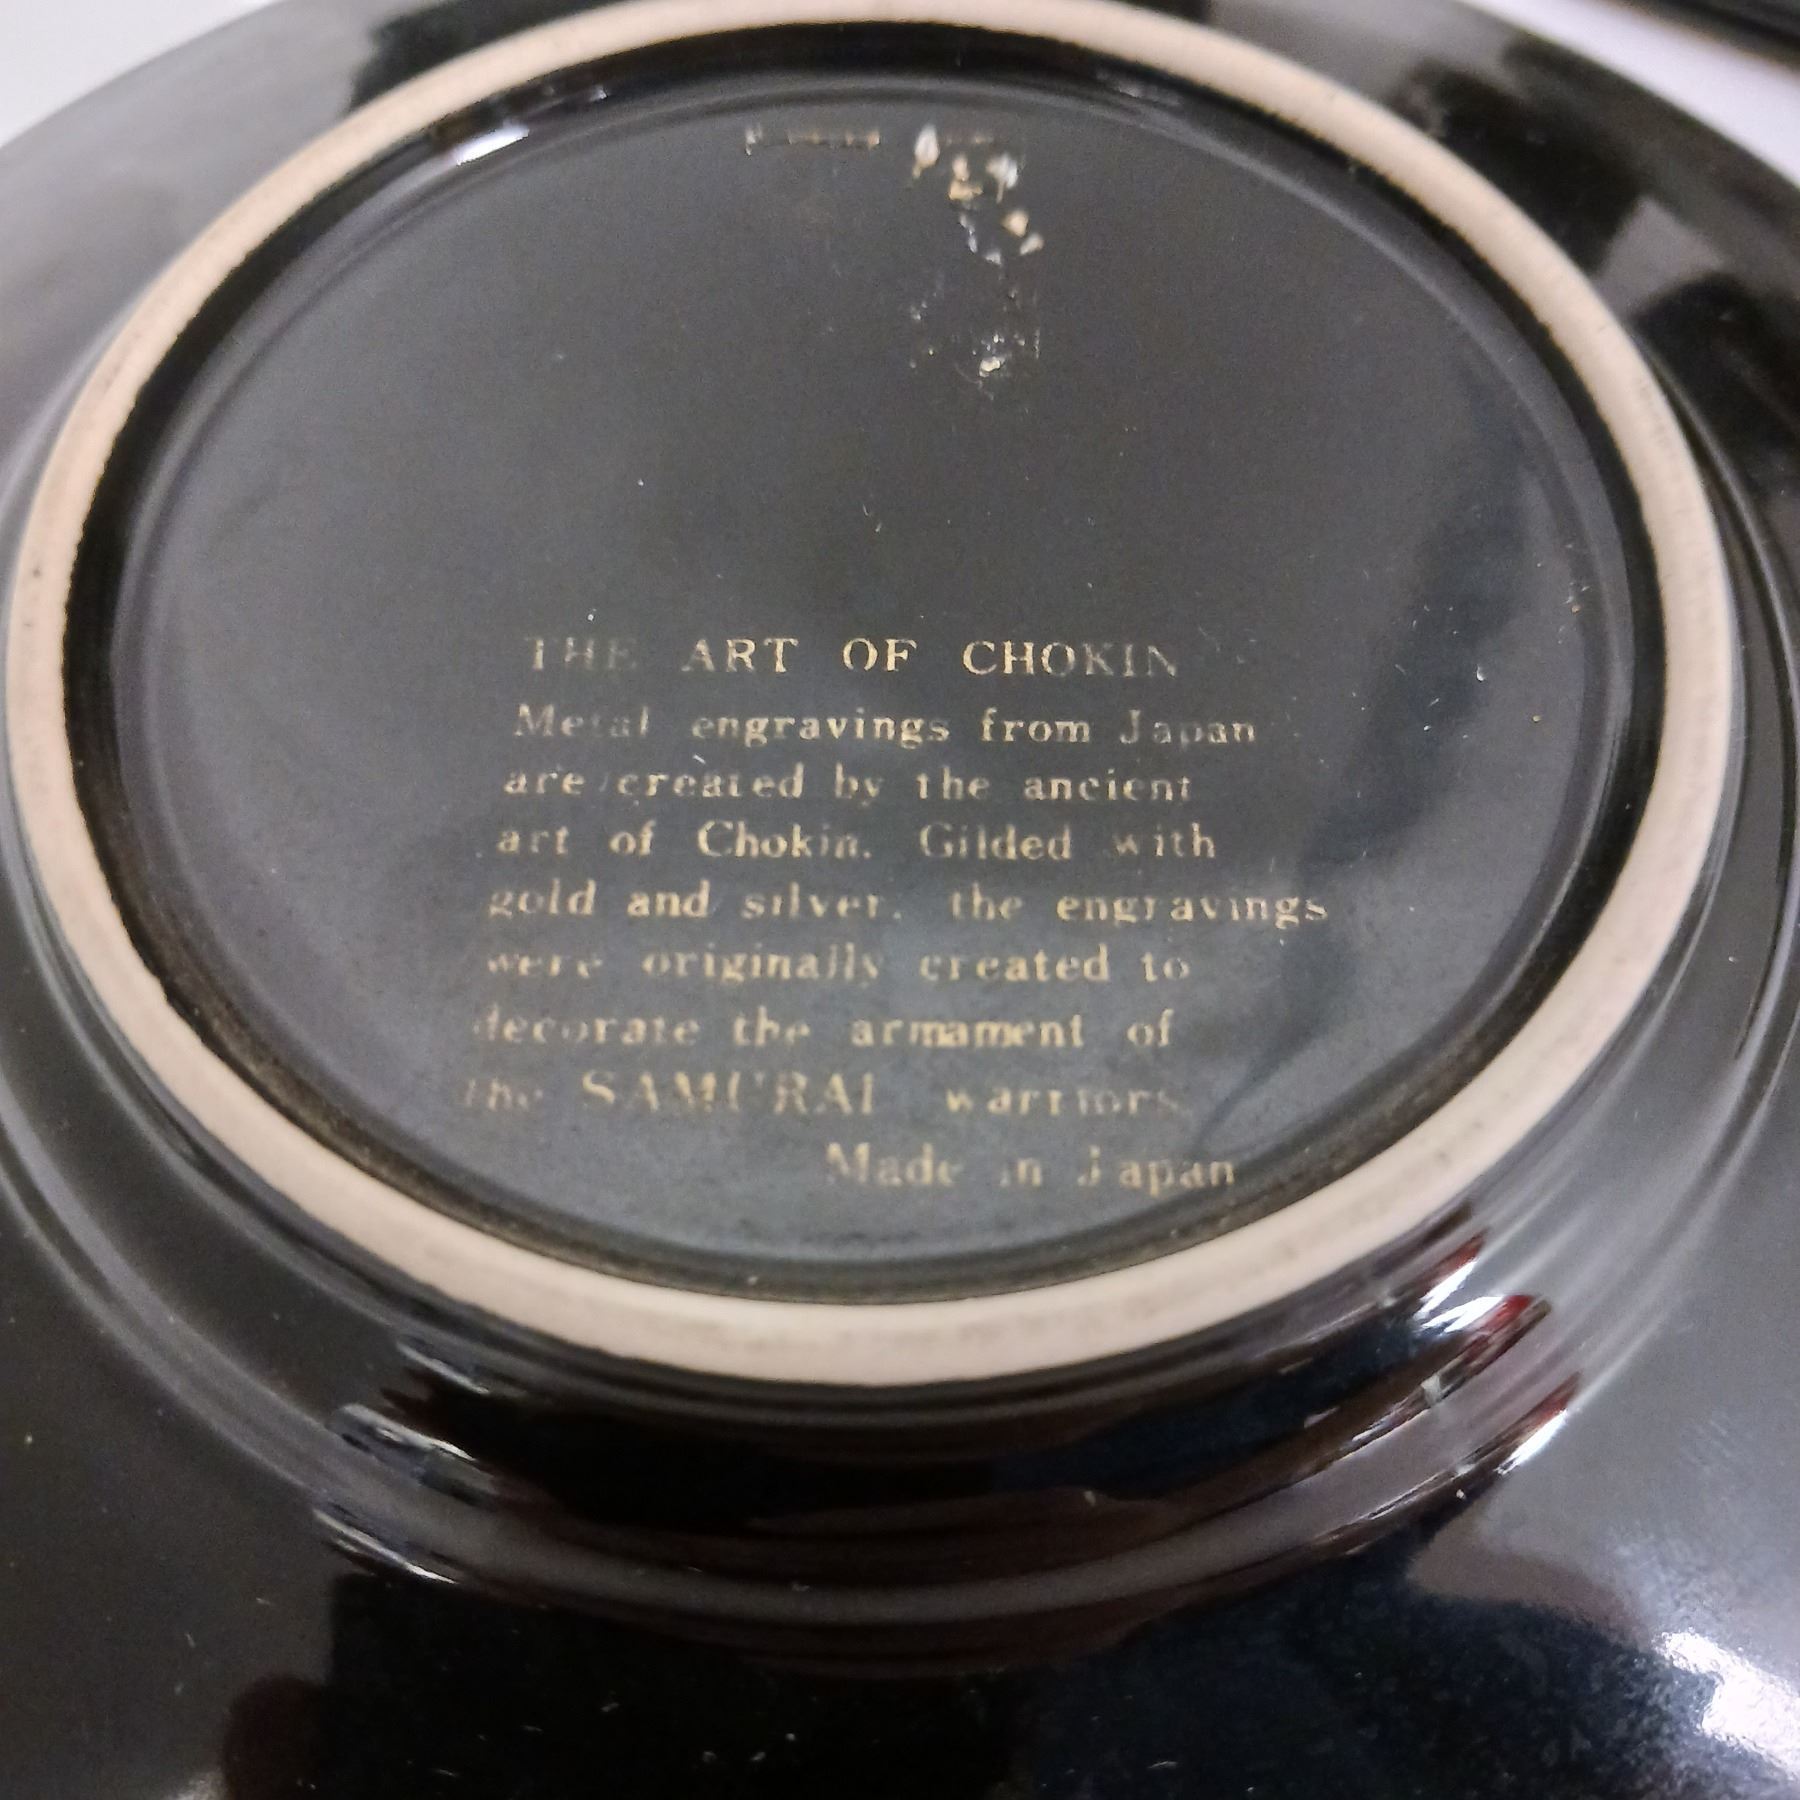 THE ART OF CHOKIN
Metal engravings from Japan
are created by the ancient
art of Chokin. Gilded with
gold and silver. the engravings
were originally created to
decorate the armament of
the SAMURAI warriors.
Made in Japan